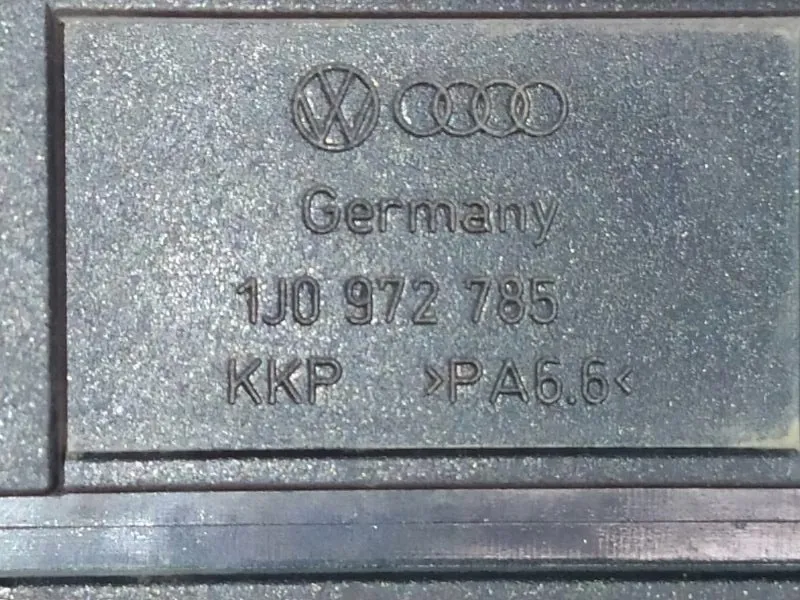 Germany
1J0 972 785
KKP »PA6.6<